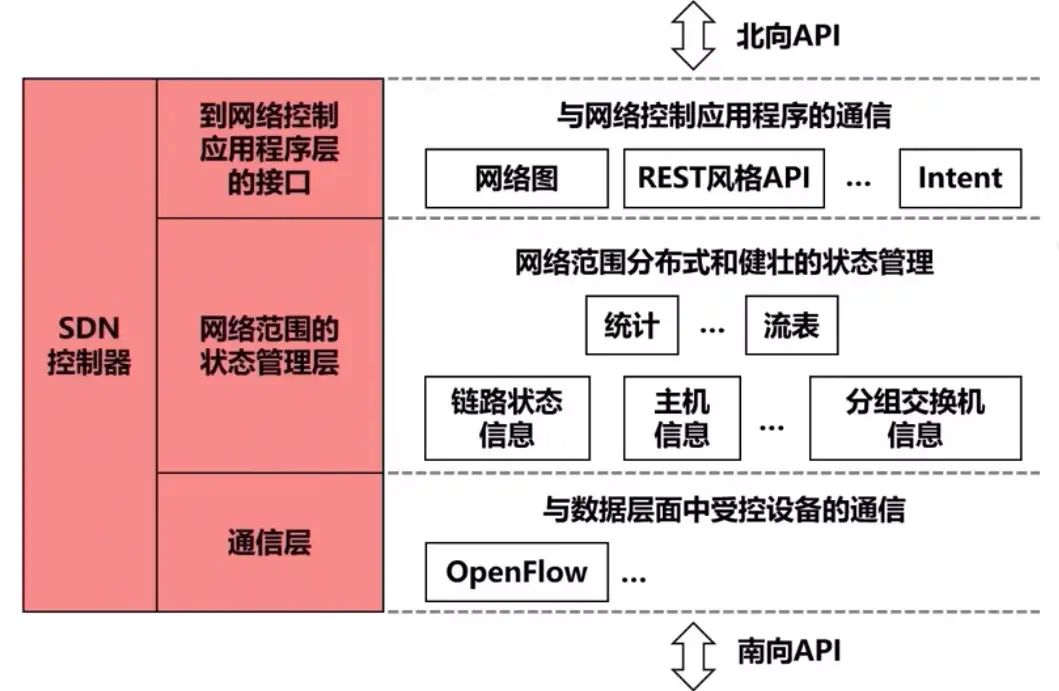 北向API
SDN
控制器
到网络控制
应用程序层
的接口
与网络控制应用程序的通信
网络图
REST风格API
...
Intent
网络范围的
状态管理层
网络范围分布式和健壮的状态管理
统计
...
流表
链路状态
信息
主机
信息
...
分组交换机
信息
通信层
与数据层面中受控设备的通信
OpenFlow
...
南向API